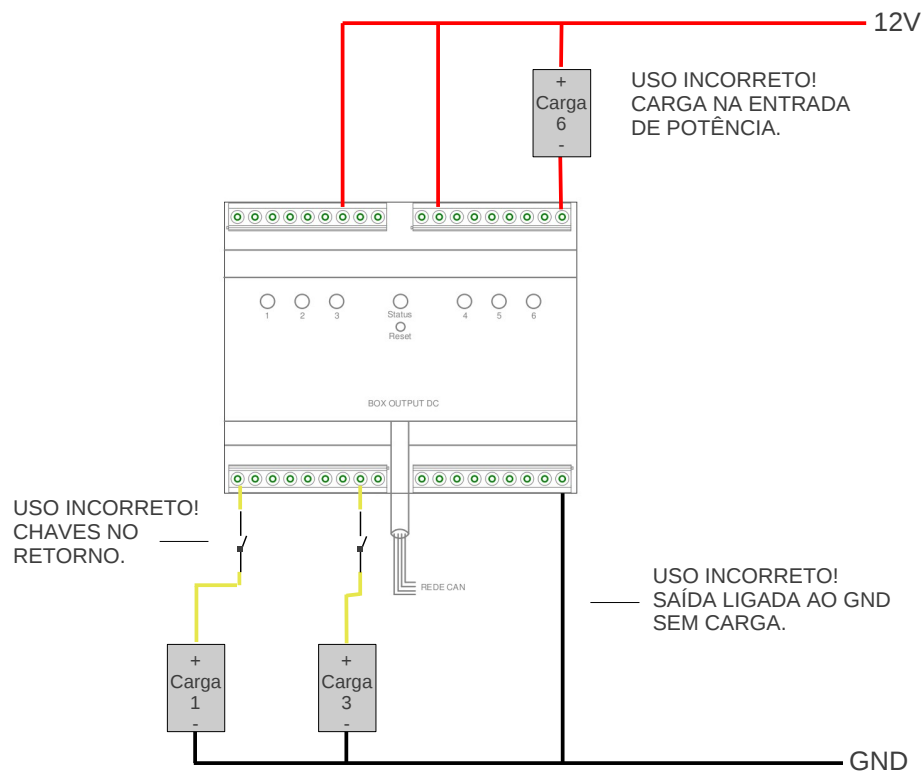 12V
+
Carga
6
-
USO INCORRETO!
CARGA NA ENTRADA
DE POTÊNCIA.
1
2
3
Status
4
5
6
Reset
BOX OUTPUT DC
USO INCORRETO!
CHAVES NO
RETORNO.
REDE CAN
USO INCORRETO!
SAÍDA LIGADA AO GND
SEM CARGA.
+
Carga
1
-
+
Carga
3
-
GND